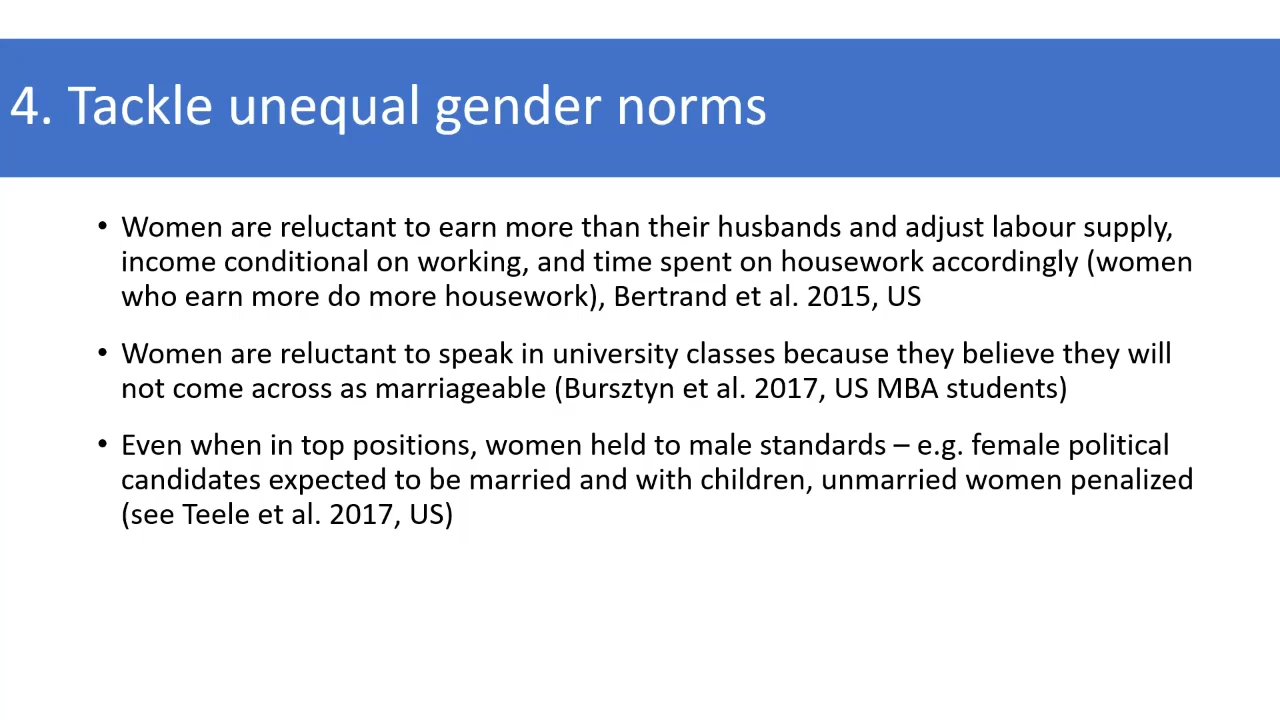 4. Tackle unequal gender norms
• Women are reluctant to earn more than their husbands and adjust labour supply,
income conditional on working, and time spent on housework accordingly (women
who earn more do more housework), Bertrand et al. 2015, US
• Women are reluctant to speak in university classes because they believe they will
not come across as marriageable (Bursztyn et al. 2017, US MBA students)
• Even when in top positions, women held to male standards – e.g. female political
candidates expected to be married and with children, unmarried women penalized
(see Teele et al. 2017, US)